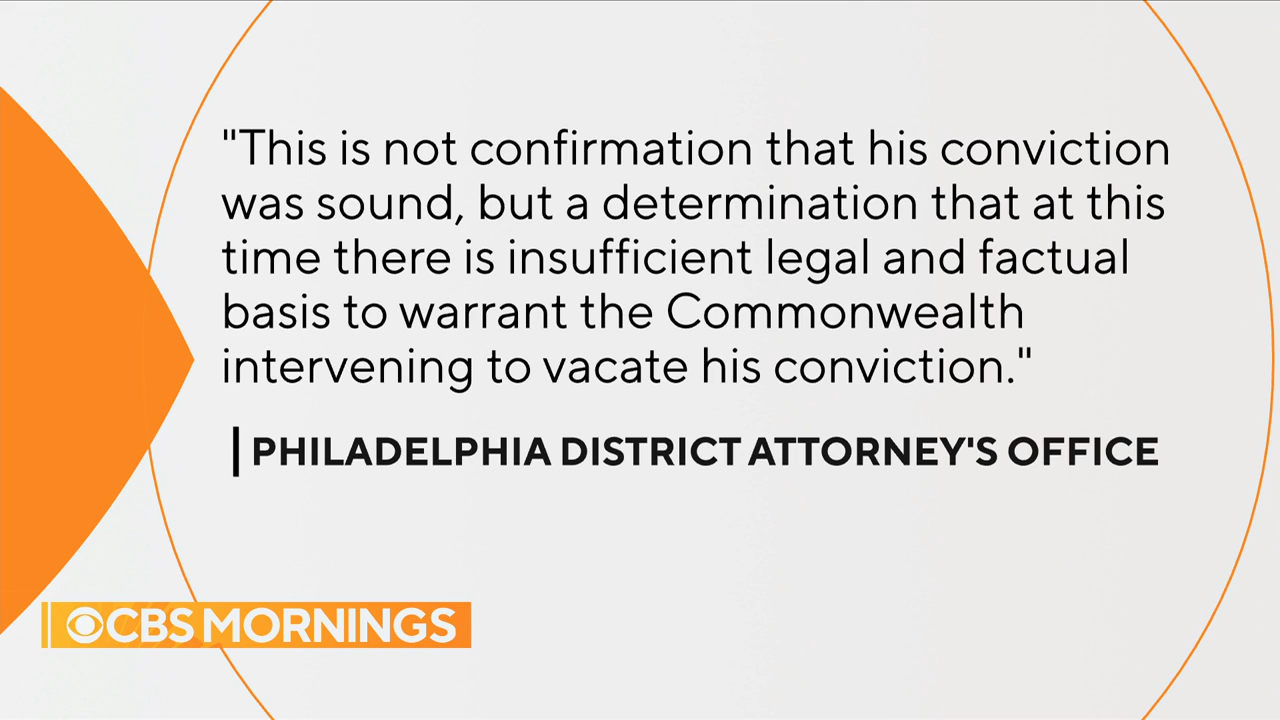 "This is not confirmation that his conviction
was sound, but a determination that at this
time there is insufficient legal and factual
basis to warrant the Commonwealth
intervening to vacate his conviction."
PHILADELPHIA DISTRICT ATTORNEY'S OFFICE
CBS MORNINGS